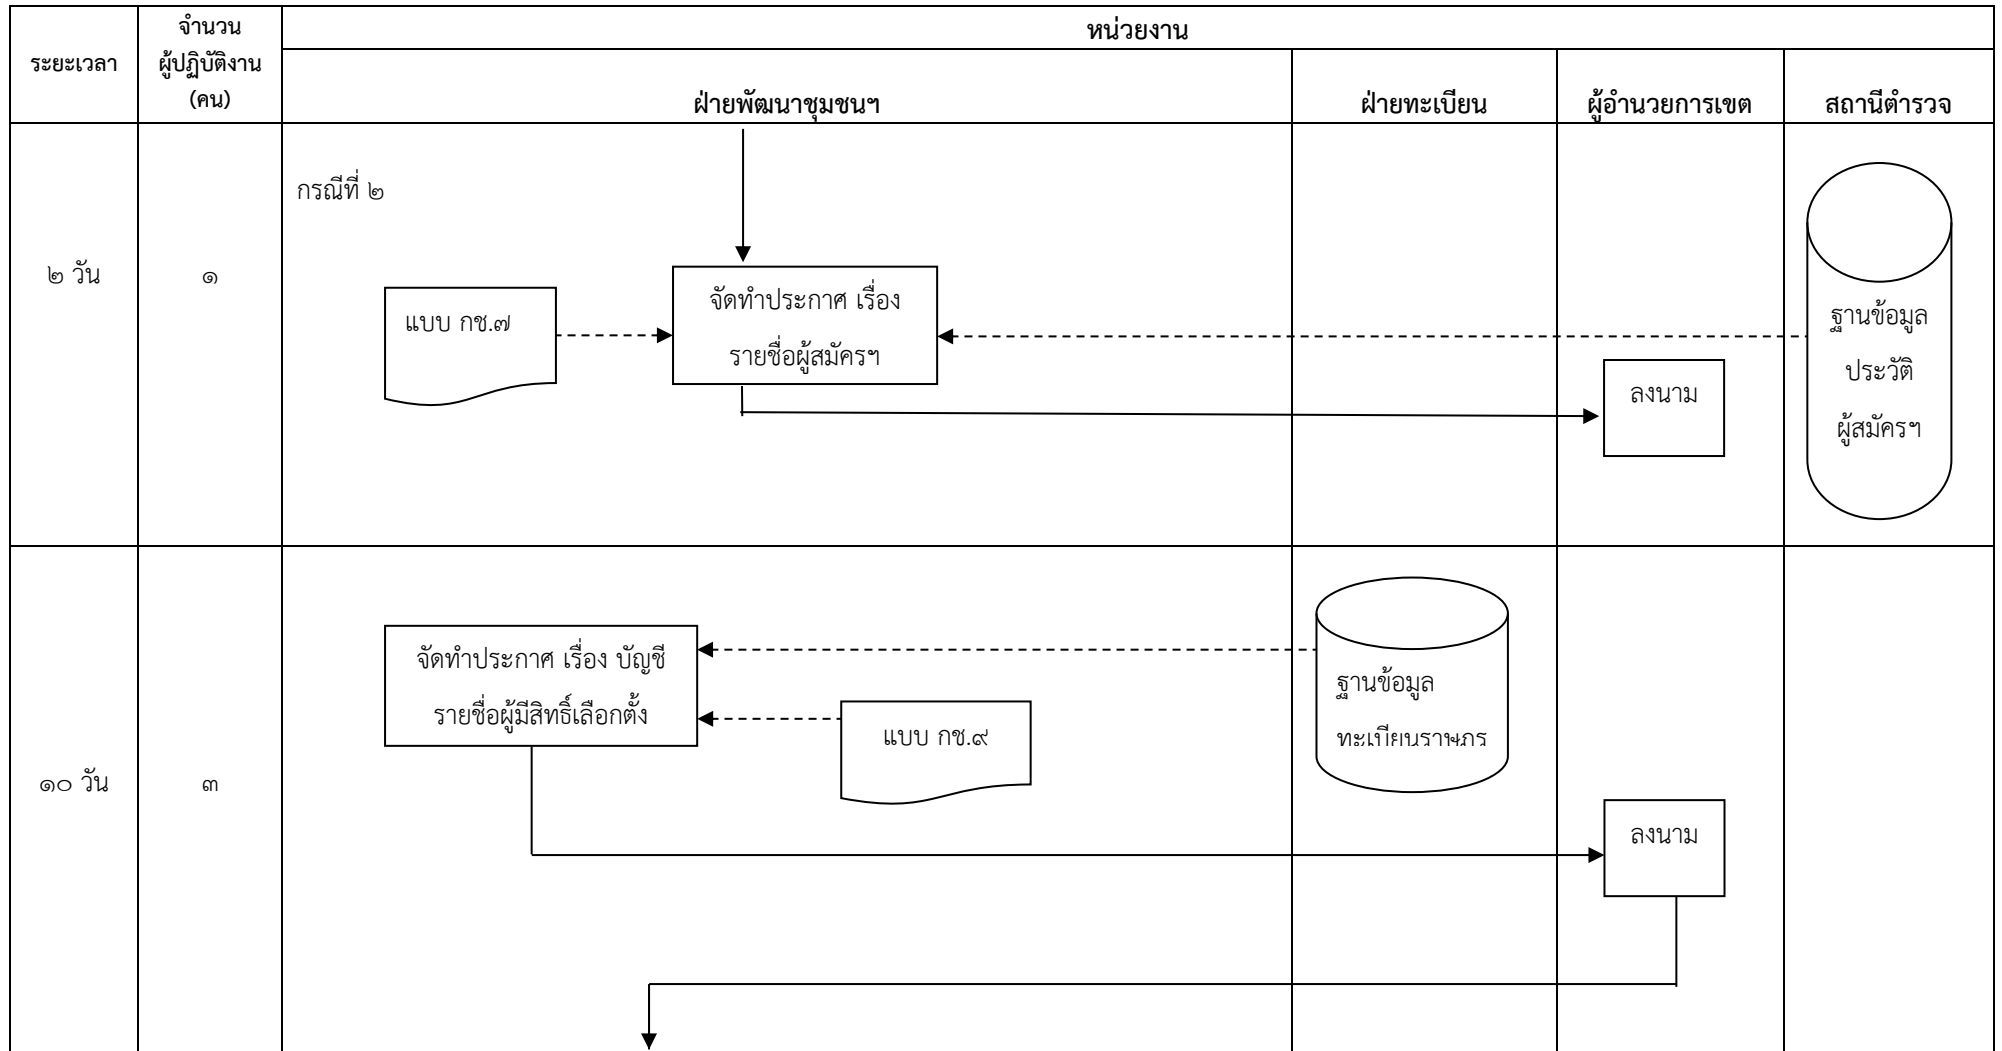 ระยะเวลา
จำนวน
ผู้ปฏิบัติงาน
(คน)
หน่วยงาน
ฝ่ายพัฒนาชุมชนฯ
ฝ่ายทะเบียน
ผู้อำนวยการเขต
สถานีตำรวจ
๒ วัน
๑
กรณีที่ ๒
แบบ กช.๗
จัดทำประกาศ เรื่อง
รายชื่อผู้สมัครฯ
ลงนาม
ฐานข้อมูล
ประวัติ
ผู้สมัครฯ
๑๐ วัน
๓
จัดทำประกาศ เรื่อง บัญชี
รายชื่อผู้มีสิทธิ์เลือกตั้ง
แบบ กช.๙
ฐานข้อมูล
ทะเบียนราษฎร
ลงนาม